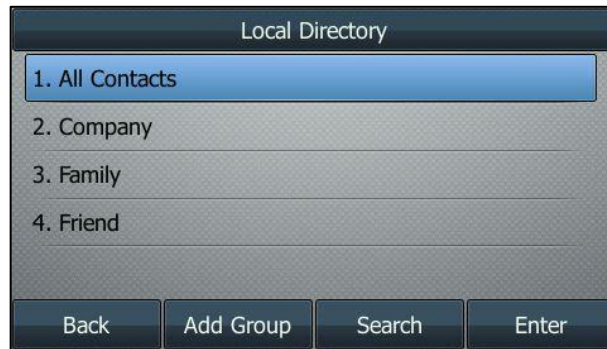 Local Directory
1. All Contacts
2. Company
3. Family
4. Friend
Back Add Group Search Enter